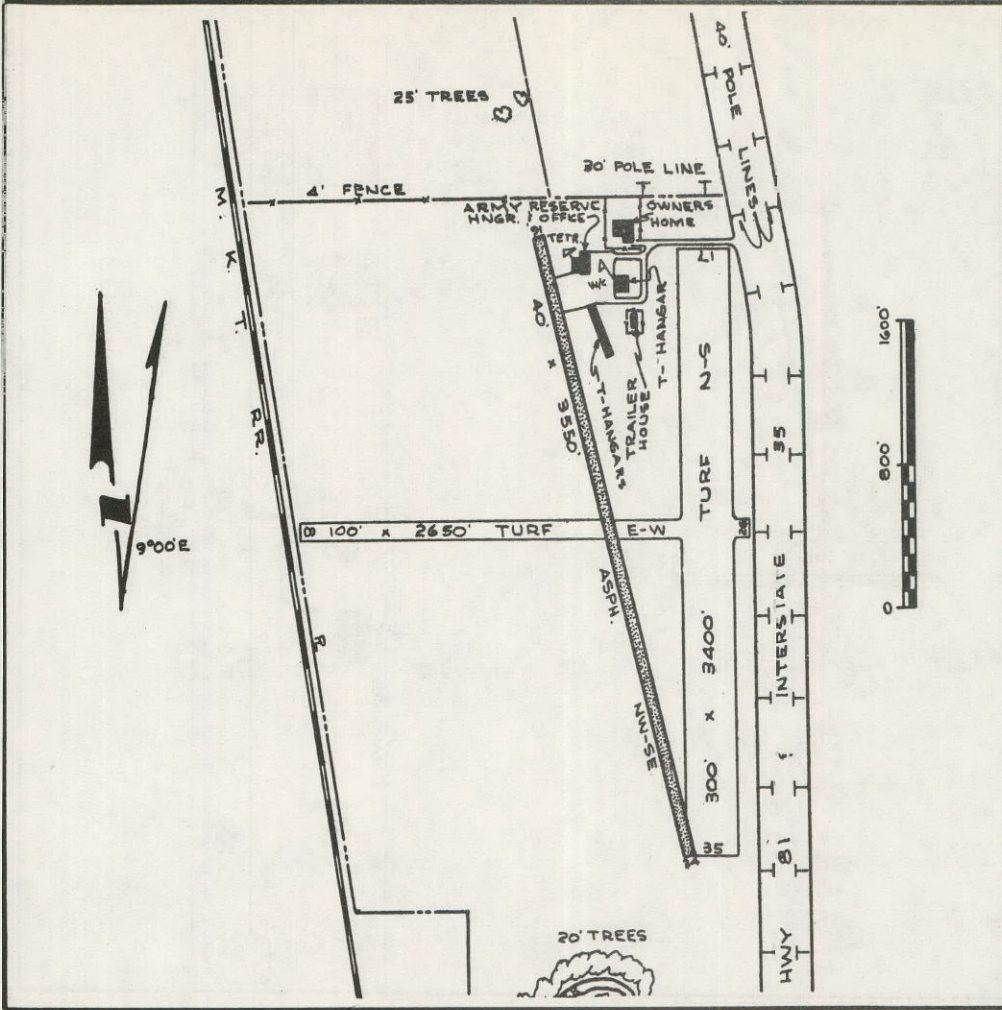 40' POLE LINES
25' TREES
30' POLE LINE
4' FENCE
ARMY RESERVE
HNGR.
OFFICE
OWNERS
HOME
TETR.
M. K. T. R.R.
17
T-HANGAR
TRAILER
HOUSE
T-HANGARS
40' x 3550' ASPH. NW-SE
TURF N-S
300' x 3400'
8 100' x 2650' TURF E-W
26
9°00'E
N
R.
1600'
800'
0
HWY 81 & INTERSTATE 35
35
20' TREES